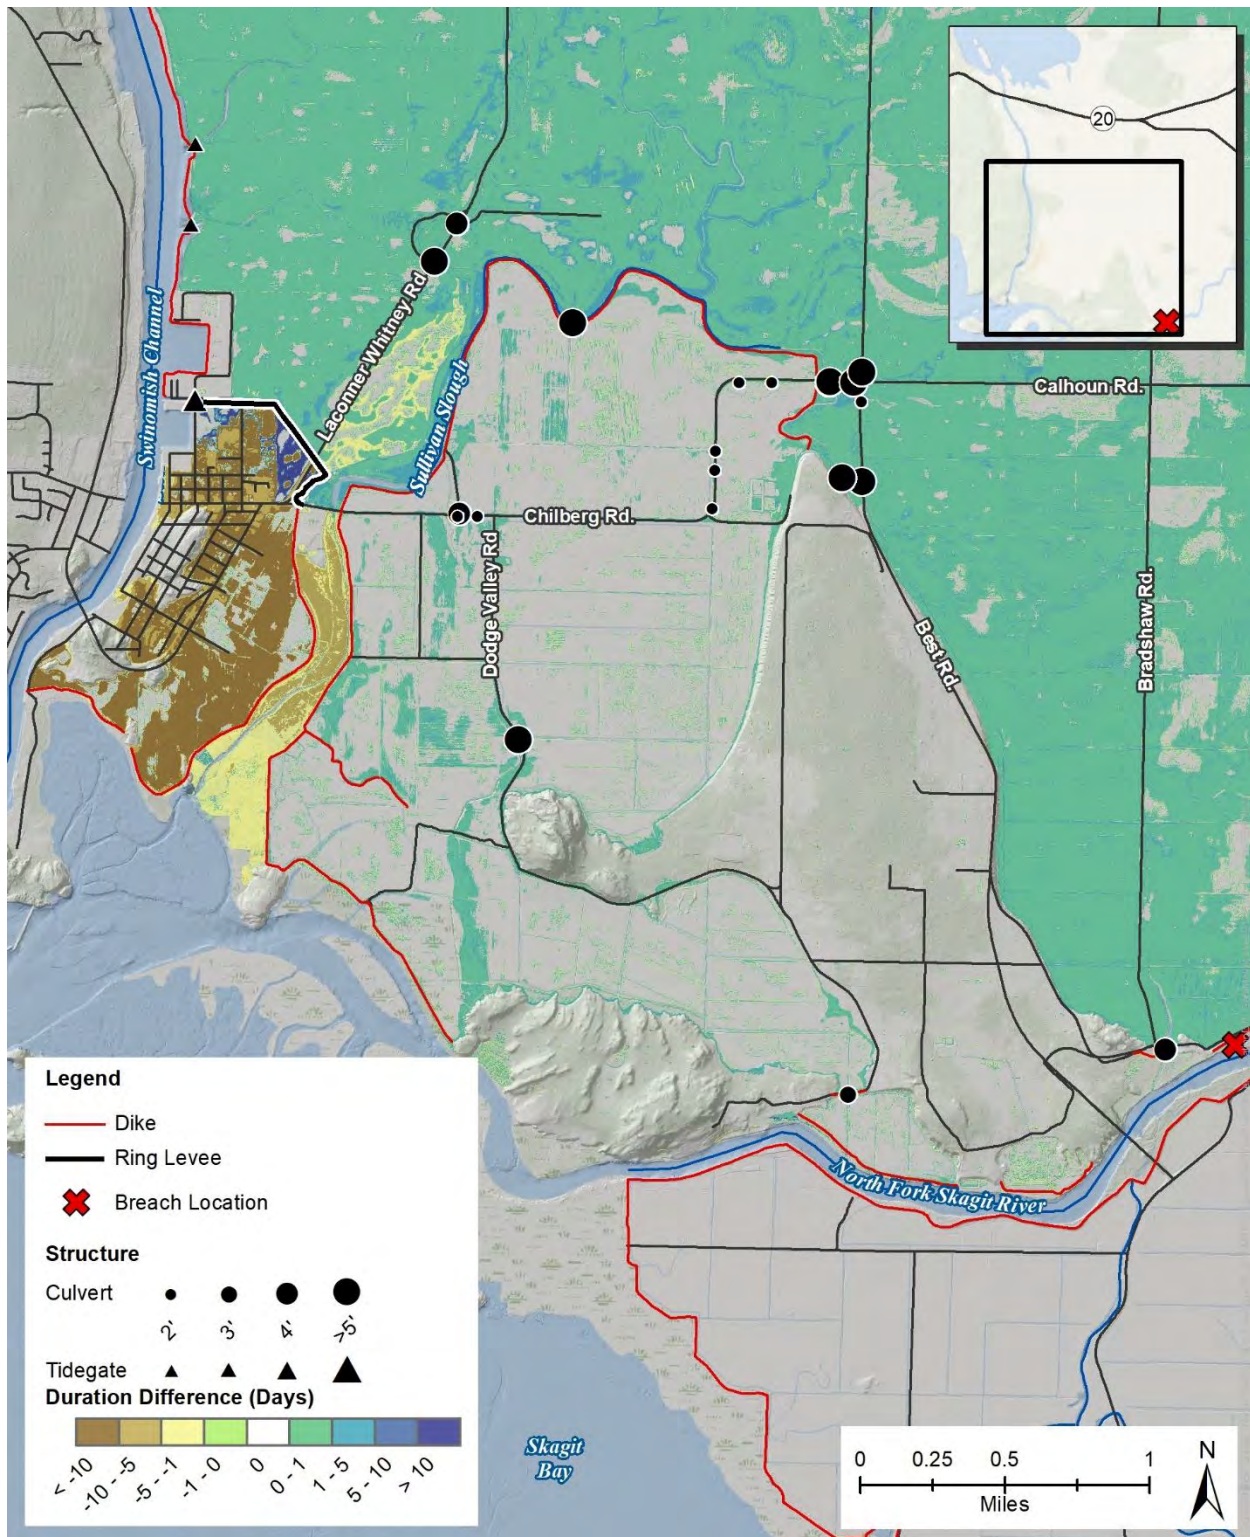 20
Laconner Whitney Rd.
Swinomish Channel
Sullivan Slough
Calhoun Rd.
Chilberg Rd.
Dodge Valley Rd
Best Rd.
Bradshaw Rd.
North Fork Skagit River
Skagit
Bay
Legend
Dike
Ring Levee
Breach Location
Structure
Culvert
2' 3' 4' >5'
Tidegate
Duration Difference (Days)
< -10 -10 - -5 -5 - -1 -1 - 0 0 0 - 1 1 - 5 5 - 10 > 10
0 0.25 0.5 1
Miles
N